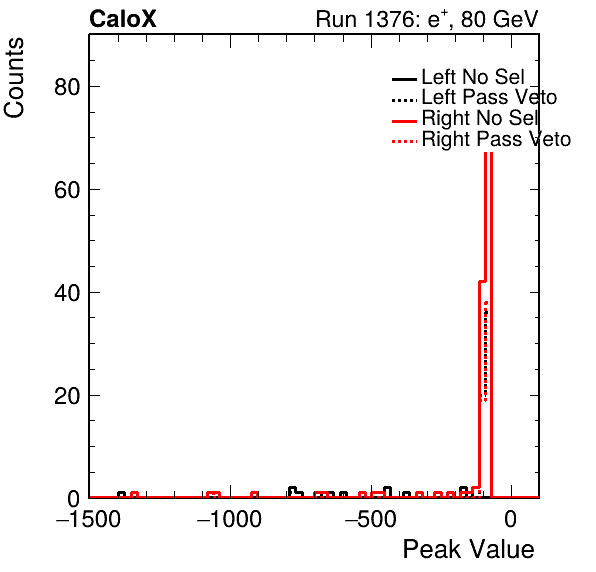 CaloX Run 1376: e⁺, 80 GeV
Counts
80
60
40
20
0
Left No Sel
Left Pass Veto
Right No Sel
Right Pass Veto
−1500 −1000 −500 0
Peak Value